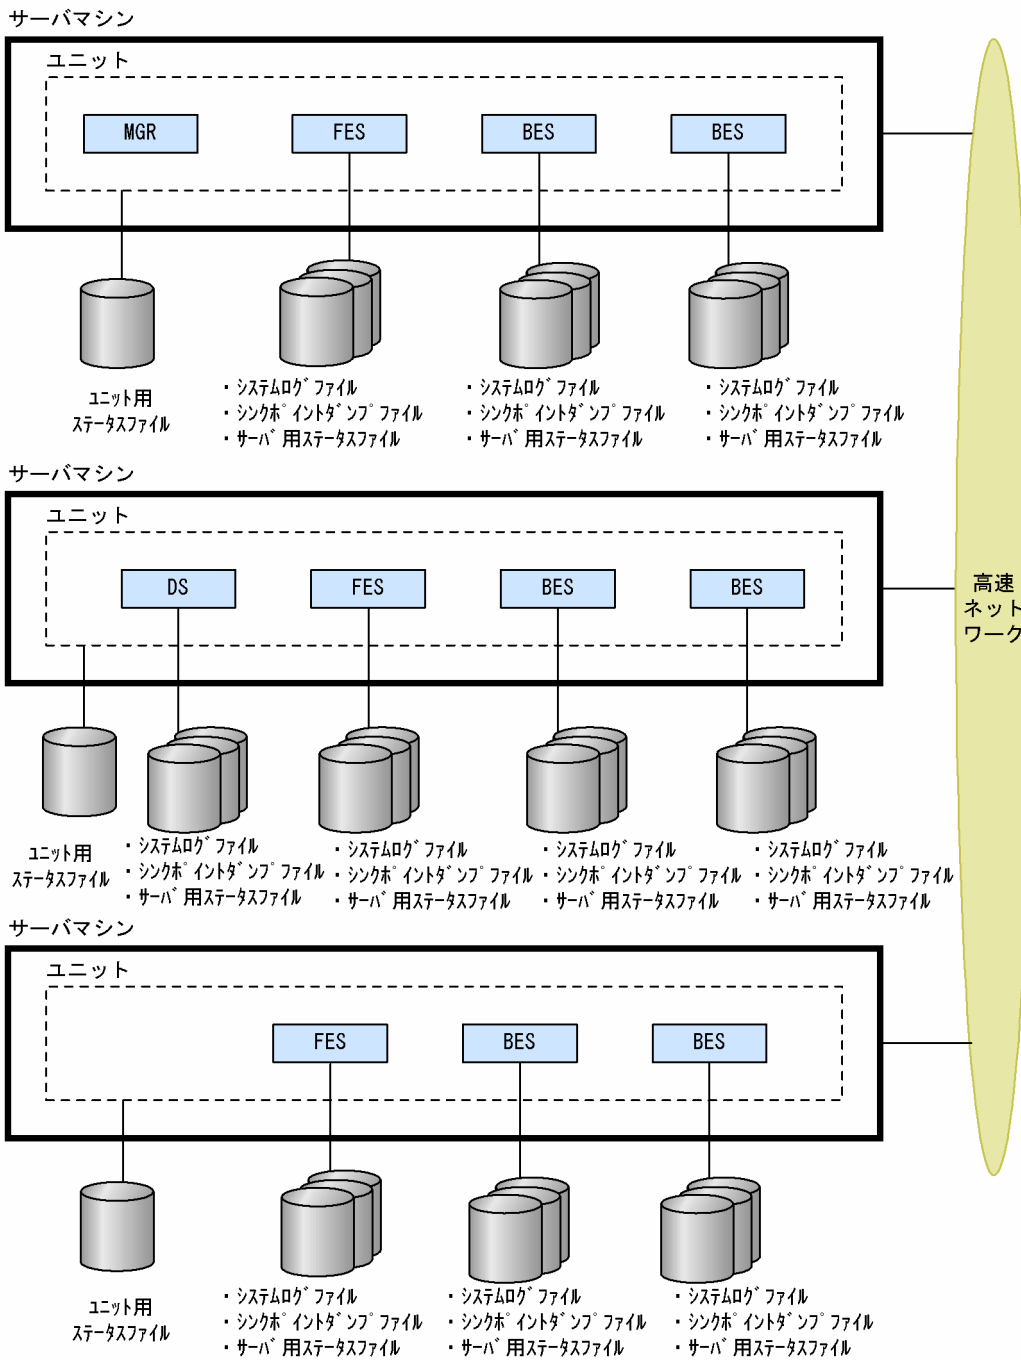 サーバマシン
ユニット
MGR
FES
BES
BES
ユニット用
ステータスファイル
・システムログファイル
・シンクポイントダンプファイル
・サーバ用ステータスファイル
・システムログファイル
・シンクポイントダンプファイル
・サーバ用ステータスファイル
・システムログファイル
・シンクポイントダンプファイル
・サーバ用ステータスファイル
サーバマシン
ユニット
DS
FES
BES
BES
高速
ネット
ワーク
ユニット用
ステータスファイル
・システムログファイル
・シンクポイントダンプファイル
・サーバ用ステータスファイル
・システムログファイル
・シンクポイントダンプファイル
・サーバ用ステータスファイル
・システムログファイル
・シンクポイントダンプファイル
・サーバ用ステータスファイル
・システムログファイル
・シンクポイントダンプファイル
・サーバ用ステータスファイル
サーバマシン
ユニット
FES
BES
BES
ユニット用
ステータスファイル
・システムログファイル
・シンクポイントダンプファイル
・サーバ用ステータスファイル
・システムログファイル
・シンクポイントダンプファイル
・サーバ用ステータスファイル
・システムログファイル
・シンクポイントダンプファイル
・サーバ用ステータスファイル